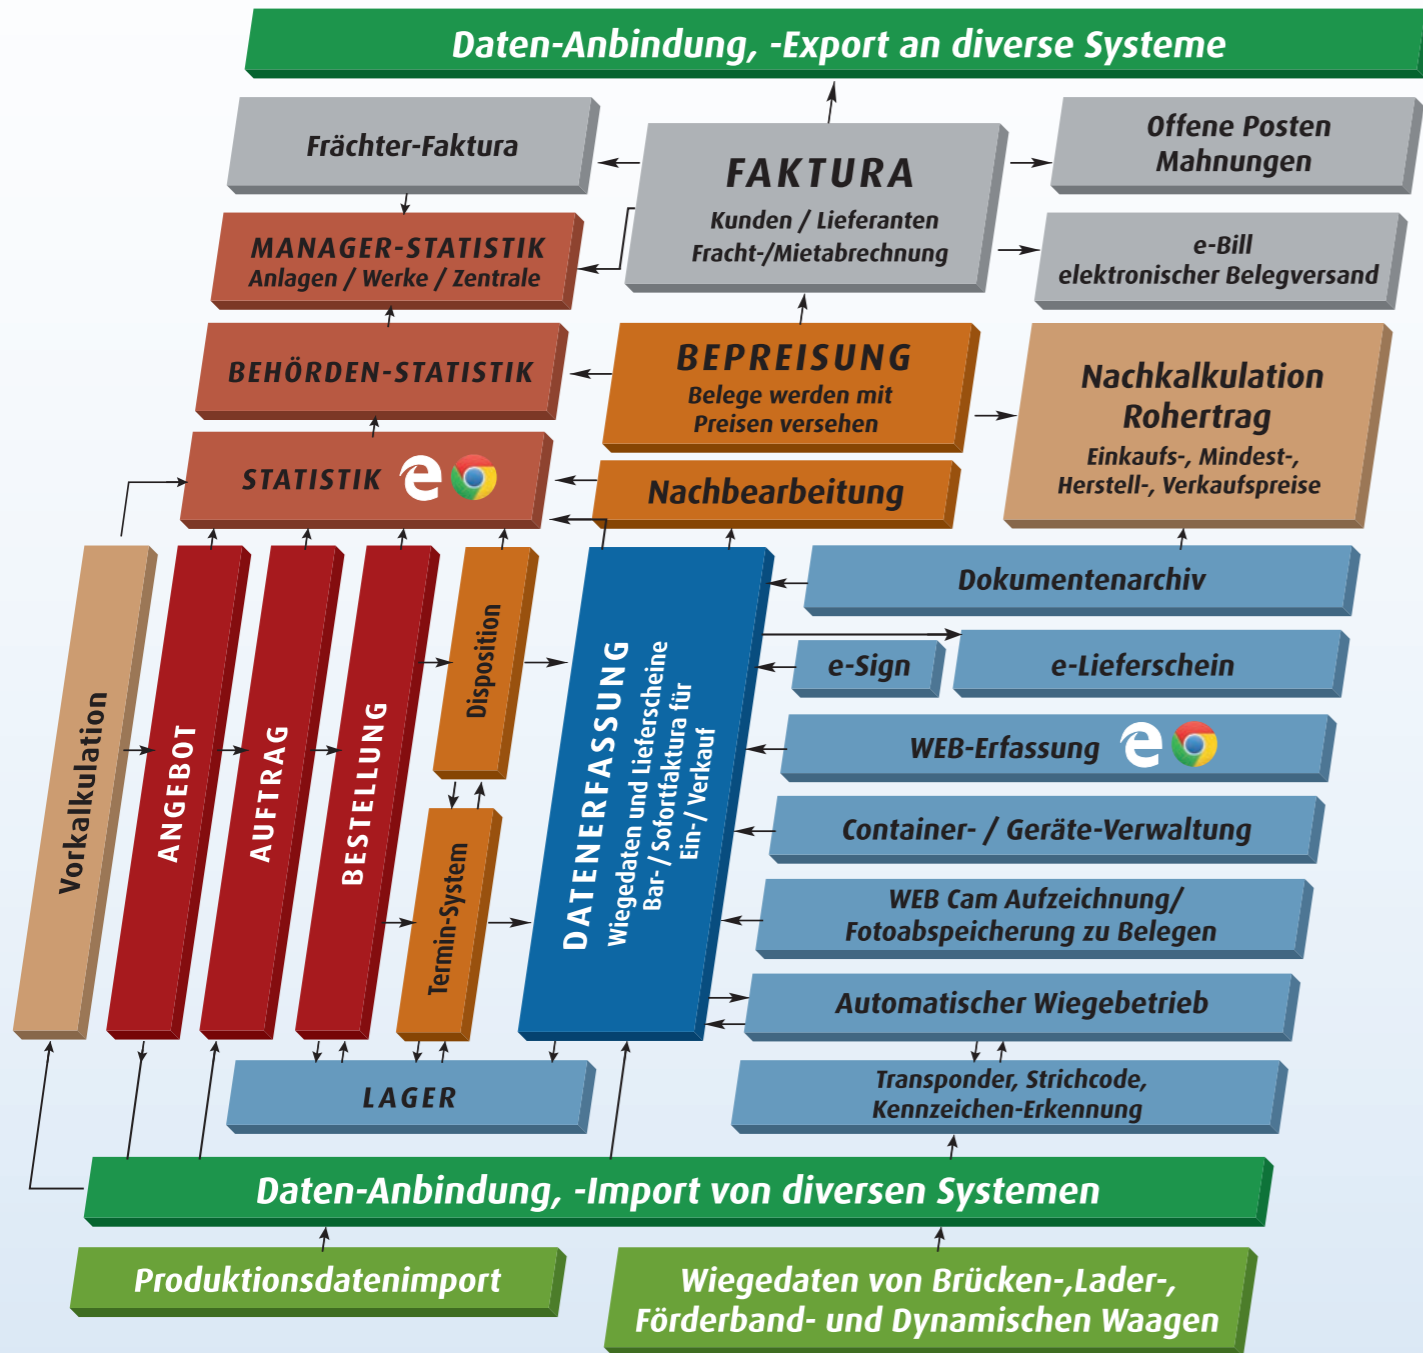 Daten-Anbindung, -Export an diverse Systeme
Frächter-Faktura
FAKTURA
Kunden / Lieferanten
Fracht-/Mietabrechnung
Offene Posten
Mahnungen
MANAGER-STATISTIK
Anlagen / Werke / Zentrale
e-Bill
elektronischer Belegversand
BEHÖRDEN-STATISTIK
BEPREISUNG
Belege werden mit
Preisen versehen
Nachkalkulation
Rohertrag
Einkaufs-, Mindest-,
Herstell-, Verkaufspreise
STATISTIK
Nachbearbeitung
Vorkalkulation
ANGEBOT
AUFTRAG
BESTELLUNG
Disposition
Termin-System
DATENERFASSUNG
Wiegedaten und Lieferscheine
Bar- / Sofortfaktura für
Ein- / Verkauf
Dokumentenarchiv
e-Sign
e-Lieferschein
WEB-Erfassung
Container- / Geräte-Verwaltung
WEB Cam Aufzeichnung/
Fotoabspeicherung zu Belegen
Automatischer Wiegebetrieb
LAGER
Transponder, Strichcode,
Kennzeichen-Erkennung
Daten-Anbindung, -Import von diversen Systemen
Produktionsdatenimport
Wiegedaten von Brücken-,Lader-,
Förderband- und Dynamischen Waagen